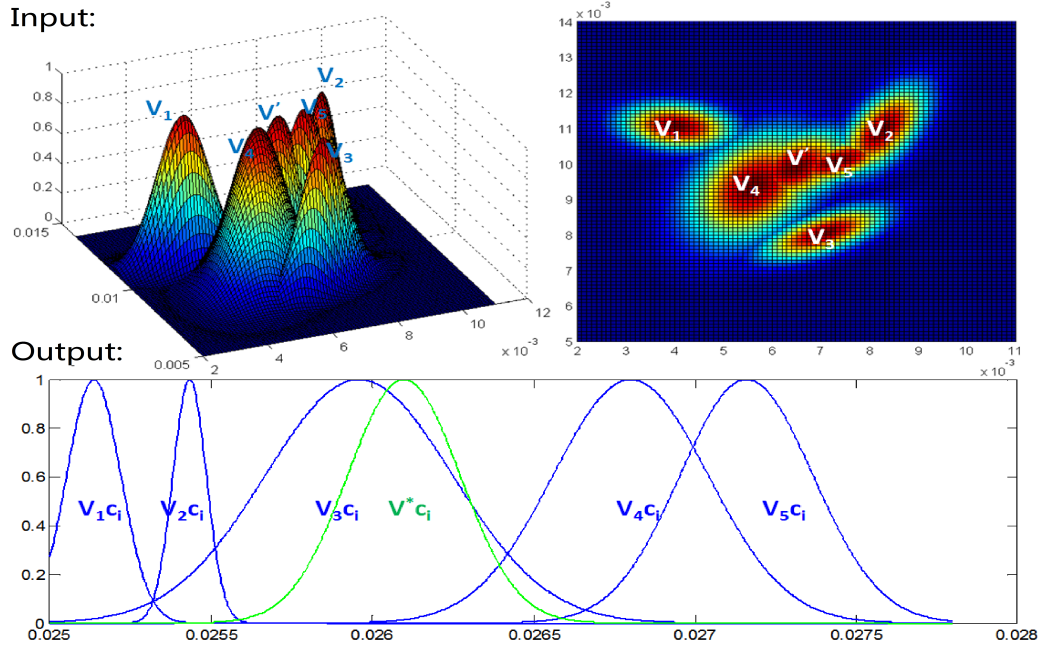 Input:
1
0.8
0.6
0.4
0.2
0
0.015
0.01
0.005
2
4
6
8
10
12
x 10⁻³
V₁
V₄
V′
V₅
V₂
V₃
x 10⁻³
14
13
12
11
10
9
8
7
6
5
2
3
4
5
6
7
8
9
10
11
x 10⁻³
V₁
V₂
V′
V₅
V₄
V₃
Output:
1
0.8
0.6
0.4
0.2
0
V₁cᵢ
V₂cᵢ
V₃cᵢ
V*cᵢ
V₄cᵢ
V₅cᵢ
0.025
0.0255
0.026
0.0265
0.027
0.0275
0.028